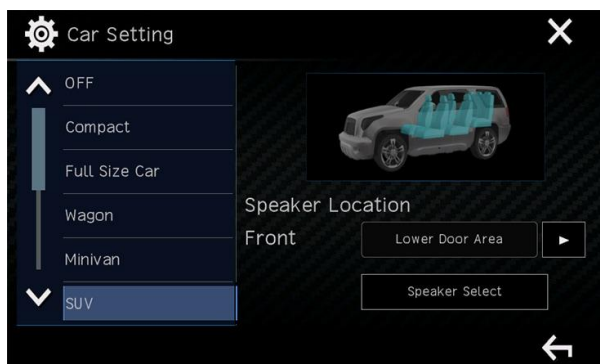 Car Setting
OFF
Compact
Full Size Car
Wagon
Minivan
SUV
Speaker Location
Front
Lower Door Area
Speaker Select